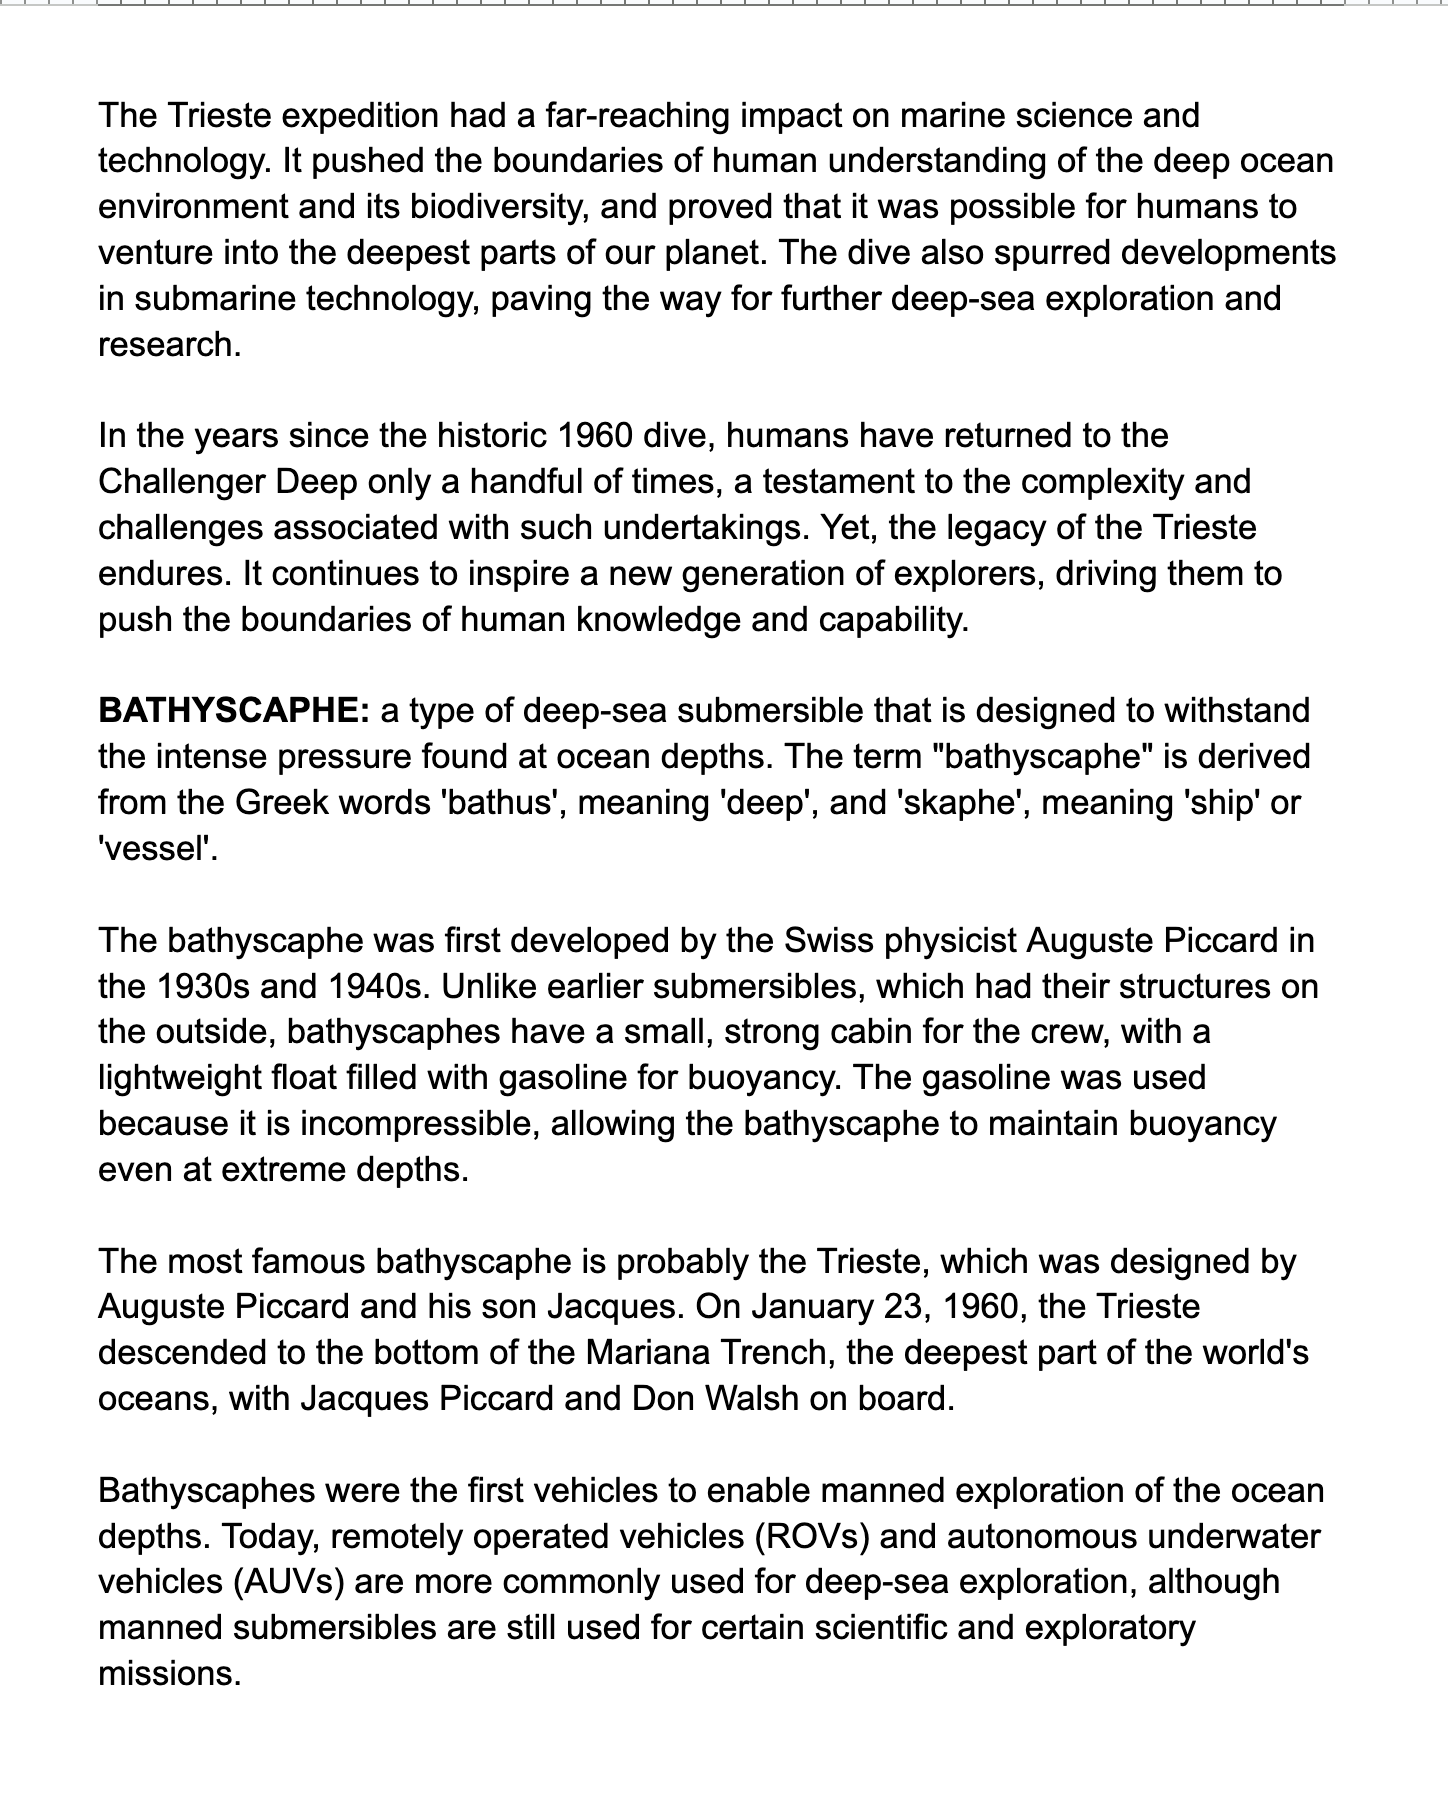 The Trieste expedition had a far-reaching impact on marine science and
technology. It pushed the boundaries of human understanding of the deep ocean
environment and its biodiversity, and proved that it was possible for humans to
venture into the deepest parts of our planet. The dive also spurred developments
in submarine technology, paving the way for further deep-sea exploration and
research.
In the years since the historic 1960 dive, humans have returned to the
Challenger Deep only a handful of times, a testament to the complexity and
challenges associated with such undertakings. Yet, the legacy of the Trieste
endures. It continues to inspire a new generation of explorers, driving them to
push the boundaries of human knowledge and capability.
BATHYSCAPHE: a type of deep-sea submersible that is designed to withstand
the intense pressure found at ocean depths. The term "bathyscaphe" is derived
from the Greek words 'bathus', meaning 'deep', and 'skaphe', meaning 'ship' or
'vessel'.
The bathyscaphe was first developed by the Swiss physicist Auguste Piccard in
the 1930s and 1940s. Unlike earlier submersibles, which had their structures on
the outside, bathyscaphes have a small, strong cabin for the crew, with a
lightweight float filled with gasoline for buoyancy. The gasoline was used
because it is incompressible, allowing the bathyscaphe to maintain buoyancy
even at extreme depths.
The most famous bathyscaphe is probably the Trieste, which was designed by
Auguste Piccard and his son Jacques. On January 23, 1960, the Trieste
descended to the bottom of the Mariana Trench, the deepest part of the world's
oceans, with Jacques Piccard and Don Walsh on board.
Bathyscaphes were the first vehicles to enable manned exploration of the ocean
depths. Today, remotely operated vehicles (ROVs) and autonomous underwater
vehicles (AUVs) are more commonly used for deep-sea exploration, although
manned submersibles are still used for certain scientific and exploratory
missions.